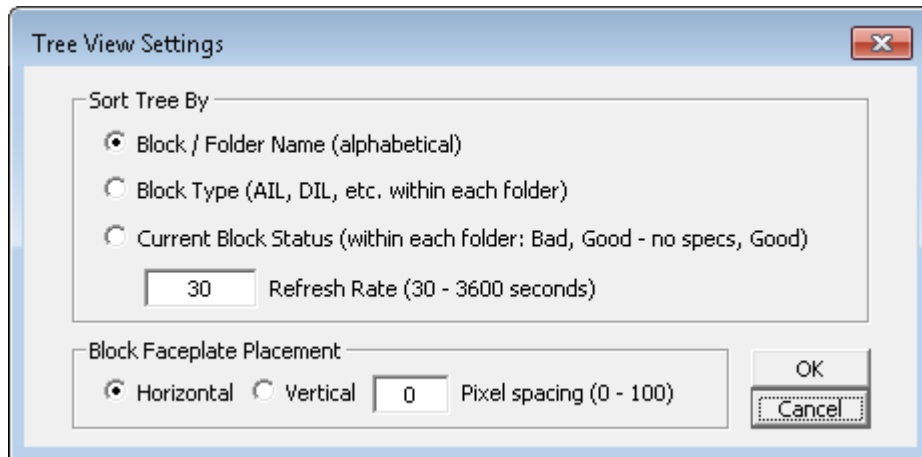 Tree View Settings
Sort Tree By
Block / Folder Name (alphabetical)
Block Type (AIL, DIL, etc. within each folder)
Current Block Status (within each folder: Bad, Good - no specs, Good)
30 Refresh Rate (30 - 3600 seconds)
Block Faceplate Placement
Horizontal Vertical 0 Pixel spacing (0 - 100)
OK
Cancel